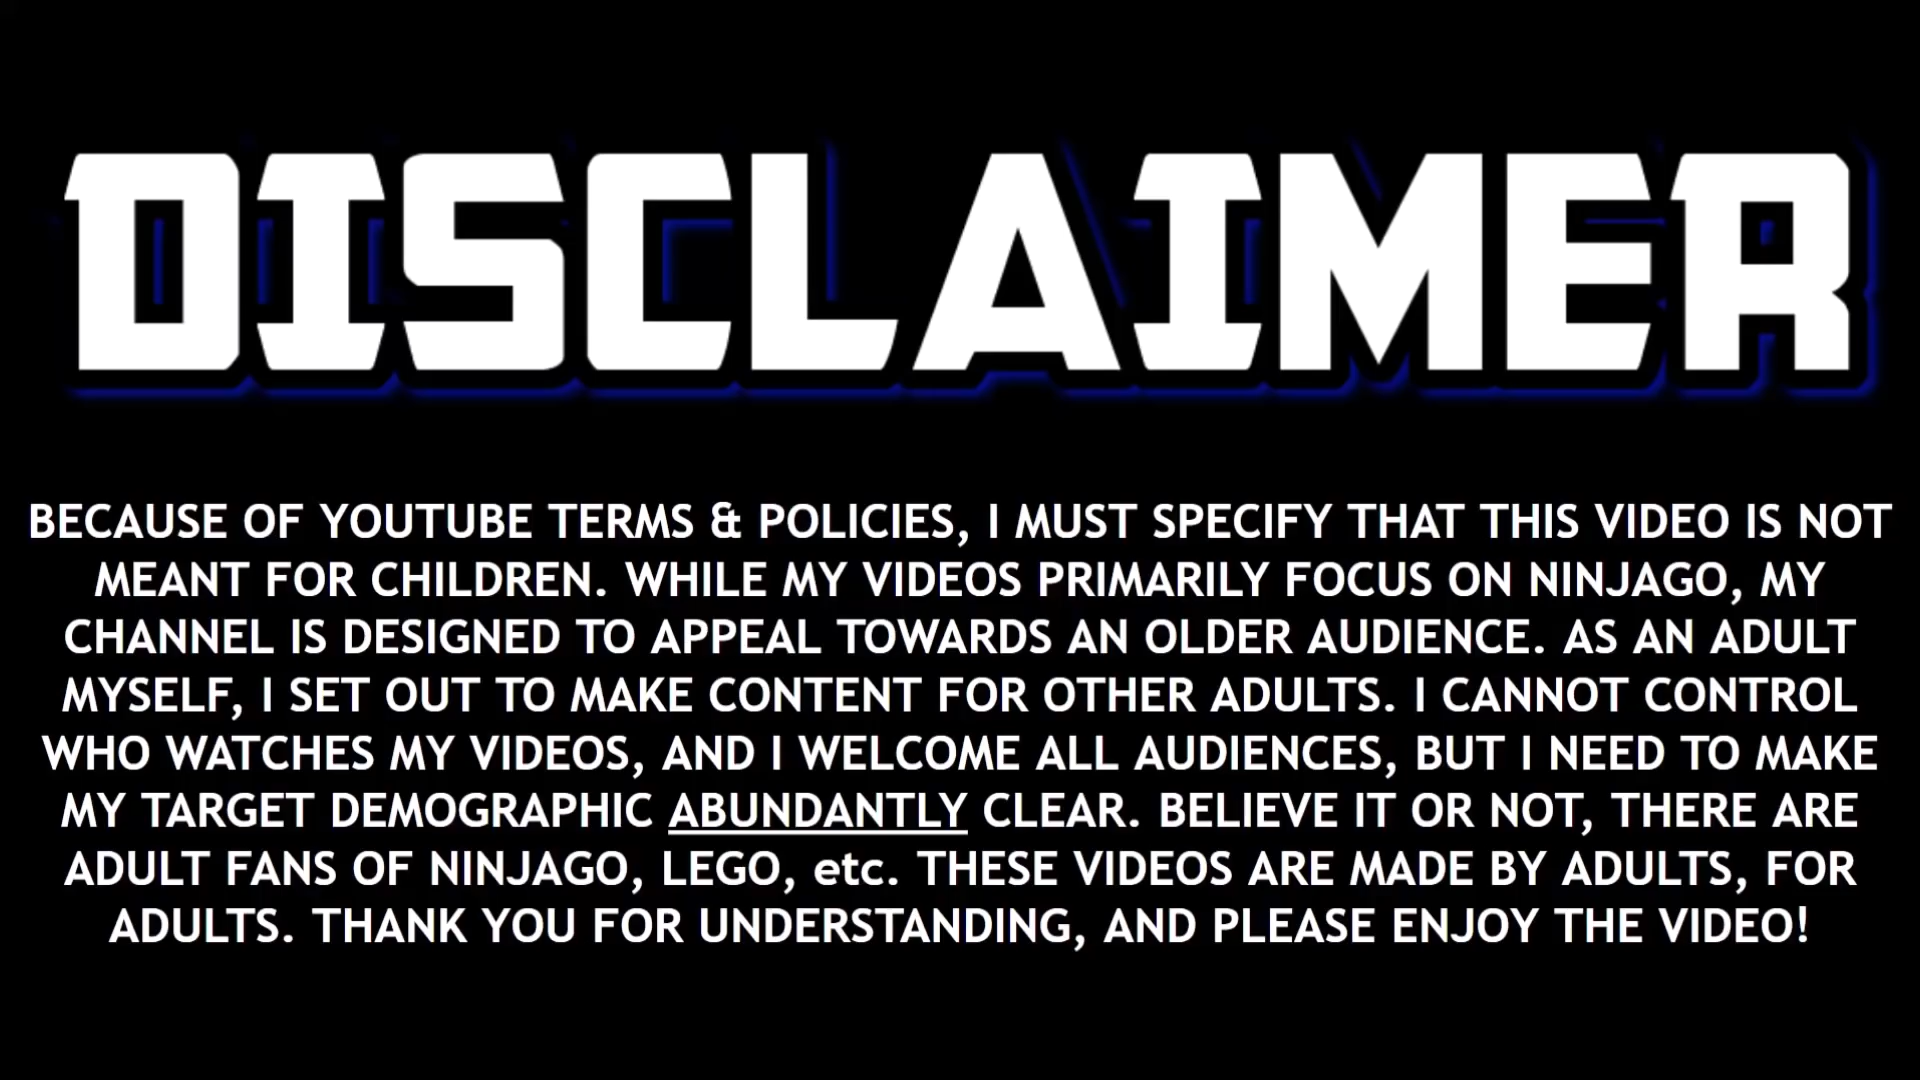 DISCLAIMER
BECAUSE OF YOUTUBE TERMS & POLICIES, I MUST SPECIFY THAT THIS VIDEO IS NOT
MEANT FOR CHILDREN. WHILE MY VIDEOS PRIMARILY FOCUS ON NINJAGO, MY
CHANNEL IS DESIGNED TO APPEAL TOWARDS AN OLDER AUDIENCE. AS AN ADULT
MYSELF, I SET OUT TO MAKE CONTENT FOR OTHER ADULTS. I CANNOT CONTROL
WHO WATCHES MY VIDEOS, AND I WELCOME ALL AUDIENCES, BUT I NEED TO MAKE
MY TARGET DEMOGRAPHIC ABUNDANTLY CLEAR. BELIEVE IT OR NOT, THERE ARE
ADULT FANS OF NINJAGO, LEGO, etc. THESE VIDEOS ARE MADE BY ADULTS, FOR
ADULTS. THANK YOU FOR UNDERSTANDING, AND PLEASE ENJOY THE VIDEO!